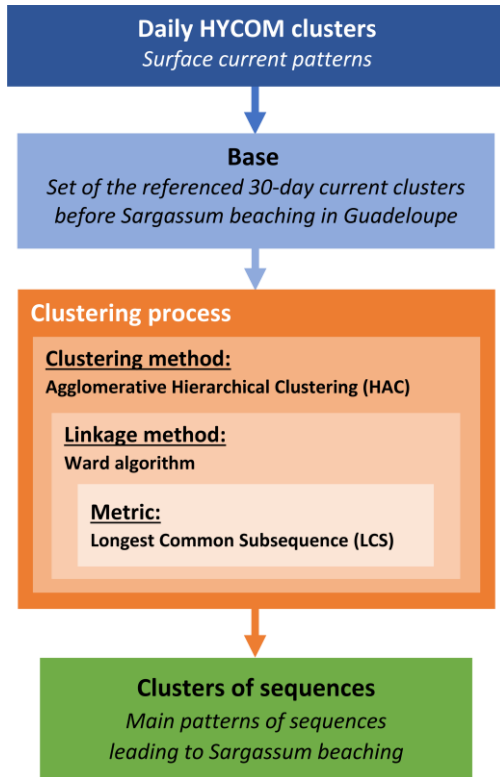 Daily HYCOM clusters
Surface current patterns
Base
Set of the referenced 30-day current clusters
before Sargassum beaching in Guadeloupe
Clustering process
Clustering method:
Agglomerative Hierarchical Clustering (HAC)
Linkage method:
Ward algorithm
Metric:
Longest Common Subsequence (LCS)
Clusters of sequences
Main patterns of sequences
leading to Sargassum beaching